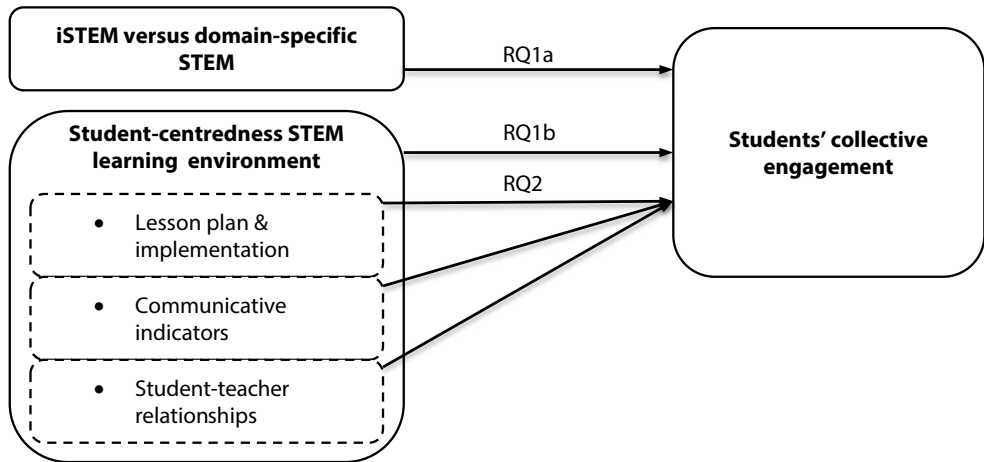 iSTEM versus domain-specific
STEM
RQ1a
Student-centredness STEM
learning environment
RQ1b
RQ2
• Lesson plan &
implementation
• Communicative
indicators
• Student-teacher
relationships
Students’ collective
engagement